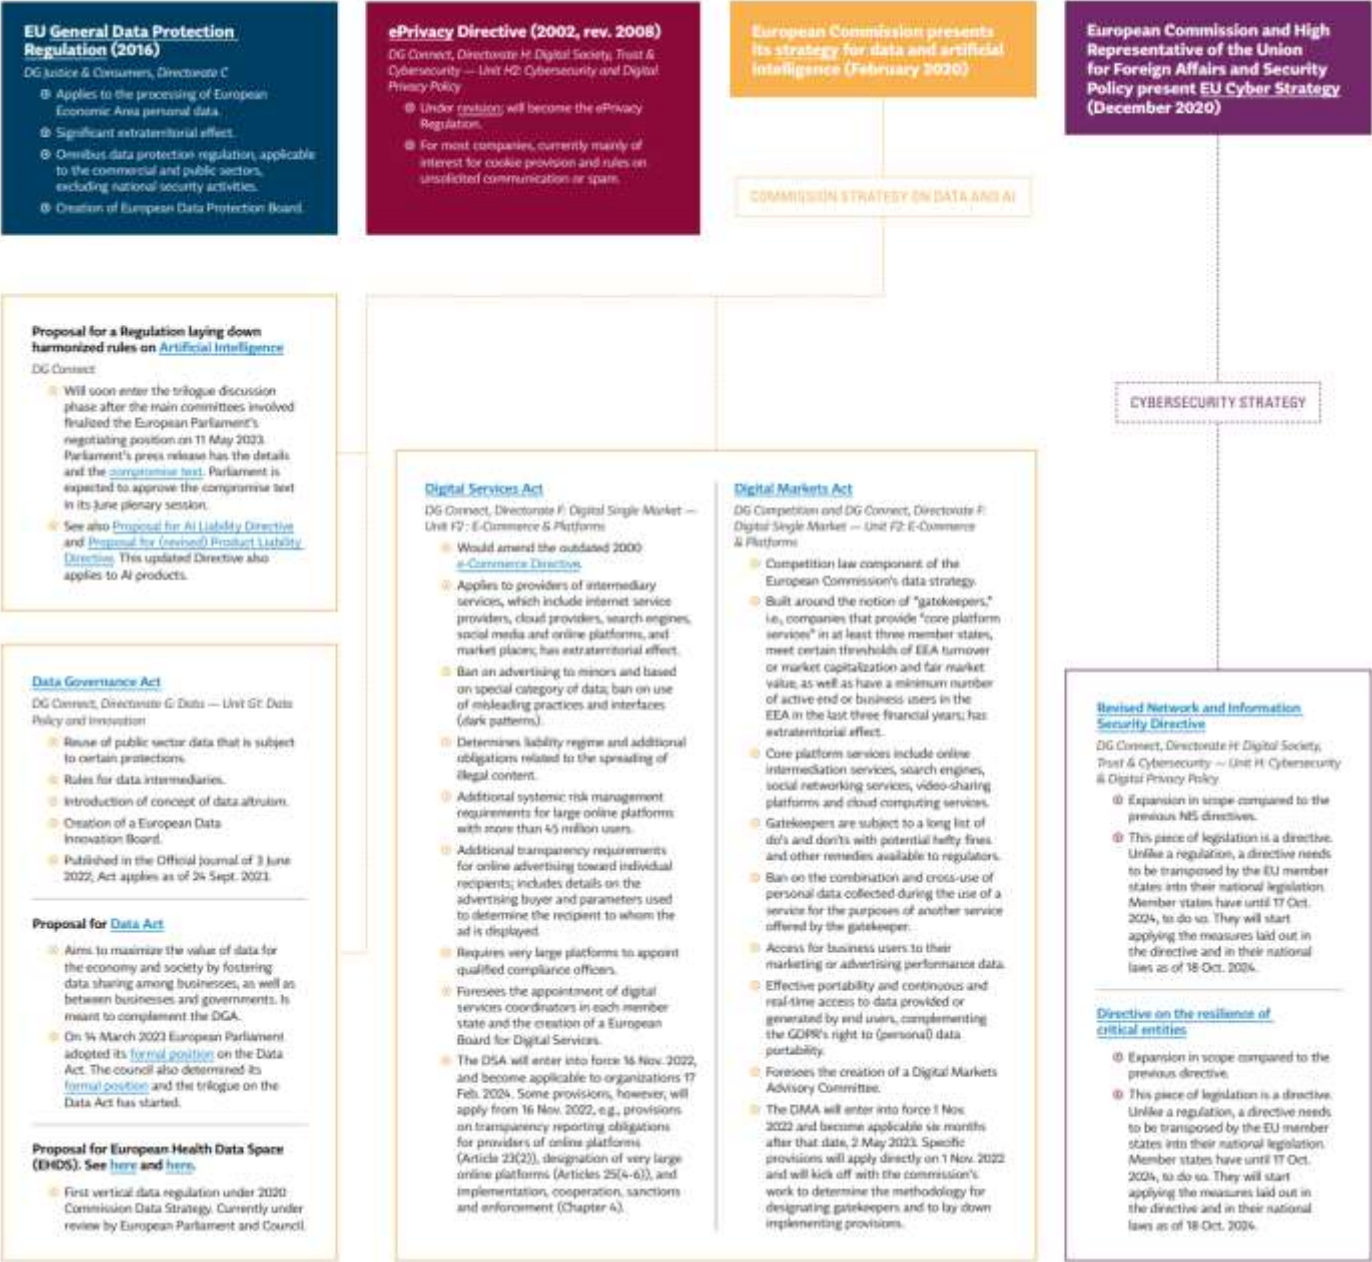 EU General Data Protection
Regulation (2016)
DG Justice & Consumers, Directorate C
Applies to the processing of European
Economic Area personal data.
Significant extraterritorial effect.
Omnibus data protection regulation, applicable
to the commercial and public sectors,
excluding national security activities.
Creation of European Data Protection Board.
ePrivacy Directive (2002, rev. 2008)
DG Connect, Directorate H: Digital Society, Trust &
Cybersecurity — Unit H2: Cybersecurity and Digital
Privacy Policy
Under revision; will become the ePrivacy
Regulation.
For most companies, currently mainly of
interest for cookie provision and rules on
unsolicited communication or spam.
European Commission presents
its strategy for data and artificial
intelligence (February 2020)
COMMISSION STRATEGY ON DATA AND AI
European Commission and High
Representative of the Union
for Foreign Affairs and Security
Policy present EU Cyber Strategy
(December 2020)
CYBERSECURITY STRATEGY
Proposal for a Regulation laying down
harmonized rules on Artificial Intelligence
DG Connect
Will soon enter the trilogue discussion
phase after the main committees involved
finalized the European Parliament's
negotiating position on 11 May 2023.
Parliament's press release has the details
and the compromise text. Parliament is
expected to approve the compromise text
in its June plenary session.
See also Proposal for AI Liability Directive
and Proposal for (revised) Product Liability
Directive. This updated Directive also
applies to AI products.
Data Governance Act
DG Connect, Directorate G: Data — Unit G1: Data
Policy and Innovation
Reuse of public sector data that is subject
to certain protections.
Rules for data intermediaries.
Introduction of concept of data altruism.
Creation of a European Data
Innovation Board.
Published in the Official Journal of 3 June
2022; Act applies as of 24 Sept. 2023.
Proposal for Data Act
Aims to maximize the value of data for
the economy and society by fostering
data sharing among businesses, as well as
between businesses and governments. Is
meant to complement the DGA.
On 14 March 2023 European Parliament
adopted its formal position on the Data
Act. The council also determined its
formal position and the trilogue on the
Data Act has started.
Proposal for European Health Data Space
(EHDS). See here and here.
First vertical data regulation under 2020
Commission Data Strategy. Currently under
review by European Parliament and Council.
Digital Services Act
DG Connect, Directorate F: Digital Single Market —
Unit F2: E-Commerce & Platforms
Would amend the outdated 2000
e-Commerce Directive.
Applies to providers of intermediary
services, which include internet service
providers, cloud providers, search engines,
social media and online platforms, and
market places; has extraterritorial effect.
Ban on advertising to minors and based
on special category of data; ban on use
of misleading practices and interfaces
(dark patterns).
Determines liability regime and additional
obligations related to the spreading of
illegal content.
Additional systemic risk management
requirements for large online platforms
with more than 45 million users.
Additional transparency requirements
for online advertising toward individual
recipients; includes details on the
advertising buyer and parameters used
to determine the recipient to whom the
ad is displayed.
Requires very large platforms to appoint
qualified compliance officers.
Foresees the appointment of digital
services coordinators in each member
state and the creation of a European
Board for Digital Services.
The DSA will enter into force 16 Nov. 2022,
and become applicable to organizations 17
Feb. 2024. Some provisions, however, will
apply from 16 Nov. 2022, e.g., provisions
on transparency reporting obligations
for providers of online platforms
(Article 23(2)), designation of very large
online platforms (Articles 25(4-6)), and
implementation, cooperation, sanctions
and enforcement (Chapter 4).
Digital Markets Act
DG Competition and DG Connect, Directorate F:
Digital Single Market — Unit F2: E-Commerce
& Platforms
Competition law component of the
European Commission's data strategy.
Built around the notion of "gatekeepers,"
i.e., companies that provide "core platform
services" in at least three member states,
meet certain thresholds of EEA turnover
or market capitalization and fair market
value, as well as have a minimum number
of active end or business users in the
EEA in the last three financial years; has
extraterritorial effect.
Core platform services include online
intermediation services, search engines,
social networking services, video-sharing
platforms and cloud computing services.
Gatekeepers are subject to a long list of
do's and don'ts with potential hefty fines
and other remedies available to regulators.
Ban on the combination and cross-use of
personal data collected during the use of a
service for the purposes of another service
offered by the gatekeeper.
Access for business users to their
marketing or advertising performance data.
Effective portability and continuous and
real-time access to data provided or
generated by end users, complementing
the GDPR's right to (personal) data
portability.
Foresees the creation of a Digital Markets
Advisory Committee.
The DMA will enter into force 1 Nov.
2022 and become applicable six months
after that date, 2 May 2023. Specific
provisions will apply directly on 1 Nov. 2022
and will kick off with the commission's
work to determine the methodology for
designating gatekeepers and to lay down
implementing provisions.
Revised Network and Information
Security Directive
DG Connect, Directorate H: Digital Society,
Trust & Cybersecurity — Unit H: Cybersecurity
& Digital Privacy Policy
Expansion in scope compared to the
previous NIS directives.
This piece of legislation is a directive.
Unlike a regulation, a directive needs
to be transposed by the EU member
states into their national legislation.
Member states have until 17 Oct.
2024, to do so. They will start
applying the measures laid out in
the directive and in their national
laws as of 18 Oct. 2024.
Directive on the resilience of
critical entities
Expansion in scope compared to the
previous directive.
This piece of legislation is a directive.
Unlike a regulation, a directive needs
to be transposed by the EU member
states into their national legislation.
Member states have until 17 Oct.
2024, to do so. They will start
applying the measures laid out in
the directive and in their national
laws as of 18 Oct. 2024.